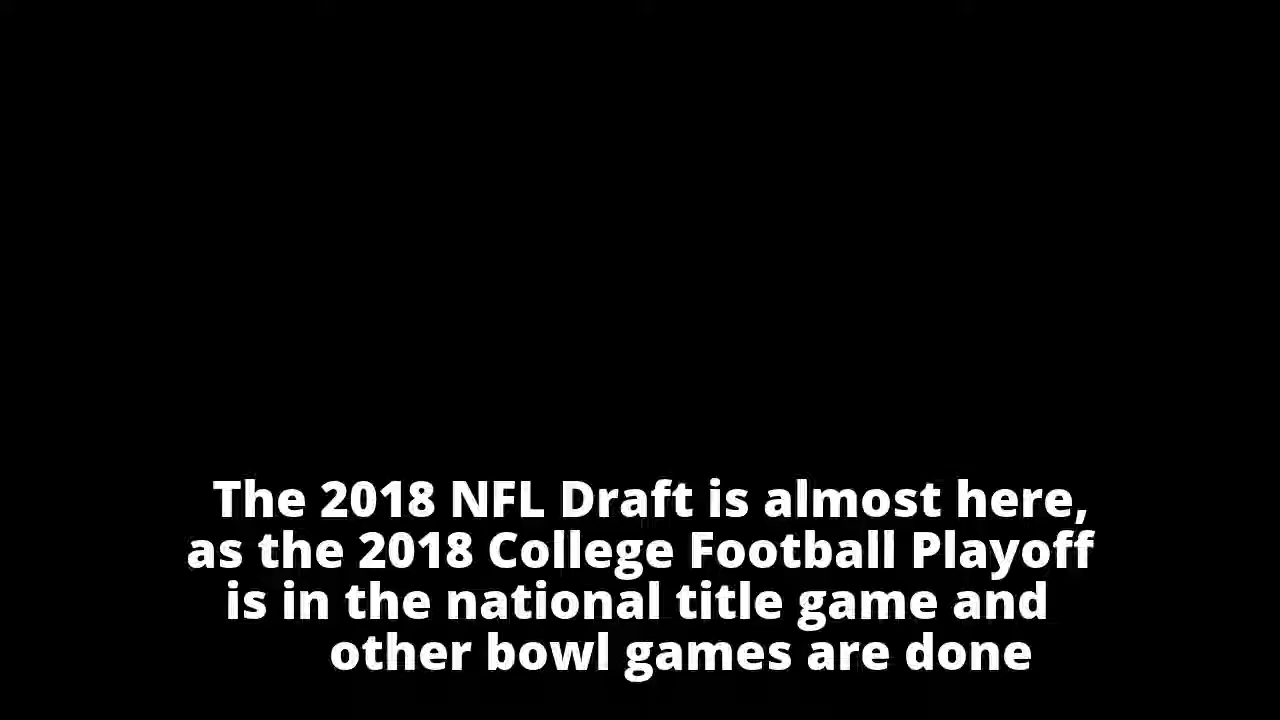 The 2018 NFL Draft is almost here,
as the 2018 College Football Playoff
is in the national title game and
other bowl games are done